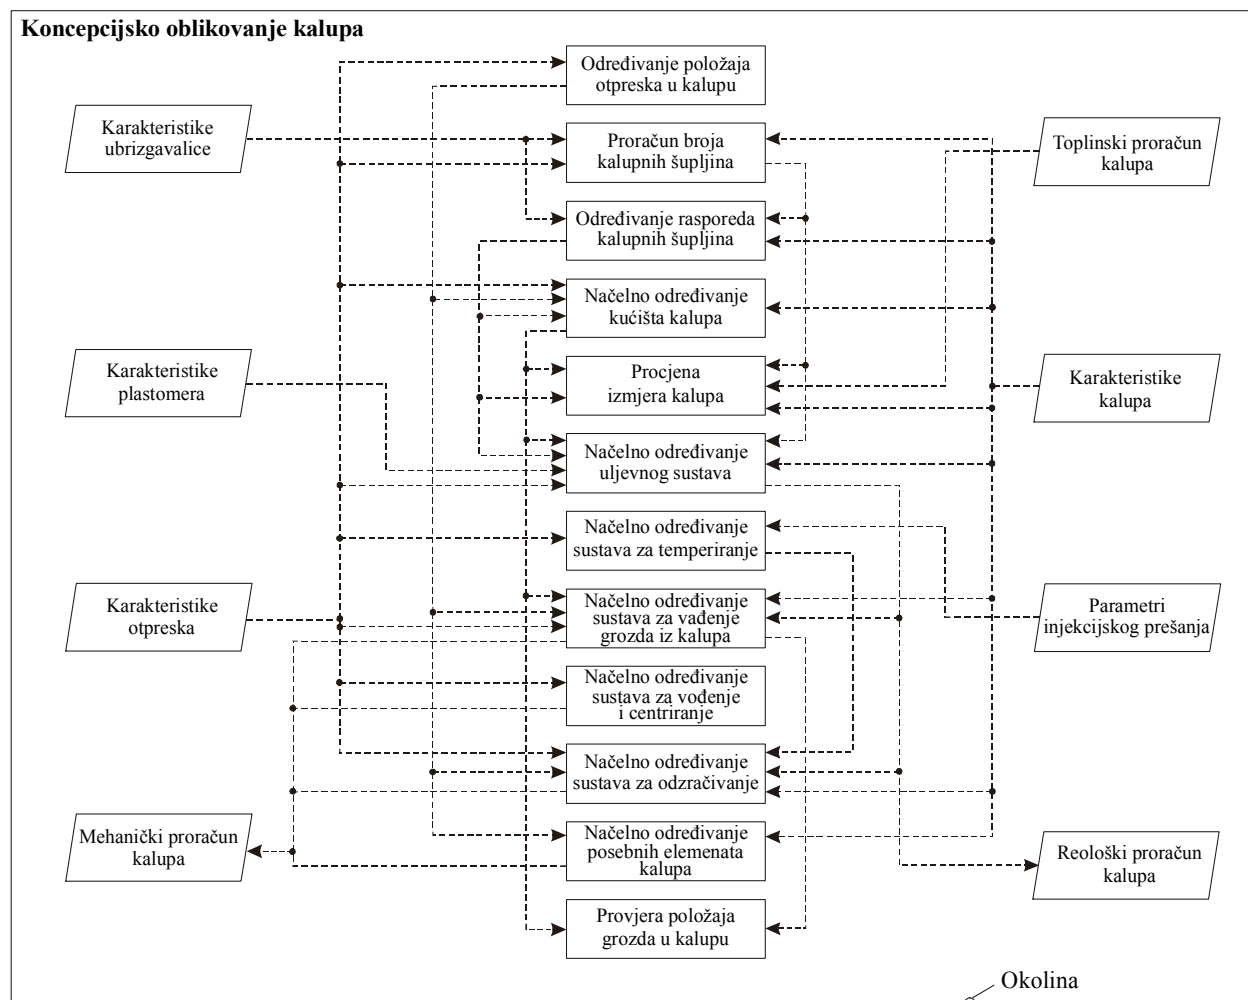 Koncepcijsko oblikovanje kalupa
Određivanje položaja
otpreska u kalupu
Karakteristike
ubrizgavalice
Proračun broja
kalupnih šupljina
Toplinski proračun
kalupa
Određivanje rasporeda
kalupnih šupljina
Načelno određivanje
kućišta kalupa
Karakteristike
plastomera
Procjena
izmjera kalupa
Karakteristike
kalupa
Načelno određivanje
uljevnog sustava
Načelno određivanje
sustava za temperiranje
Karakteristike
otpreska
Načelno određivanje
sustava za vađenje
grozda iz kalupa
Parametri
injekcijskog prešanja
Načelno određivanje
sustava za vođenje
i centriranje
Načelno određivanje
sustava za odzračivanje
Mehanički proračun
kalupa
Načelno određivanje
posebnih elemenata
kalupa
Reološki proračun
kalupa
Provjera položaja
grozda u kalupu
Okolina